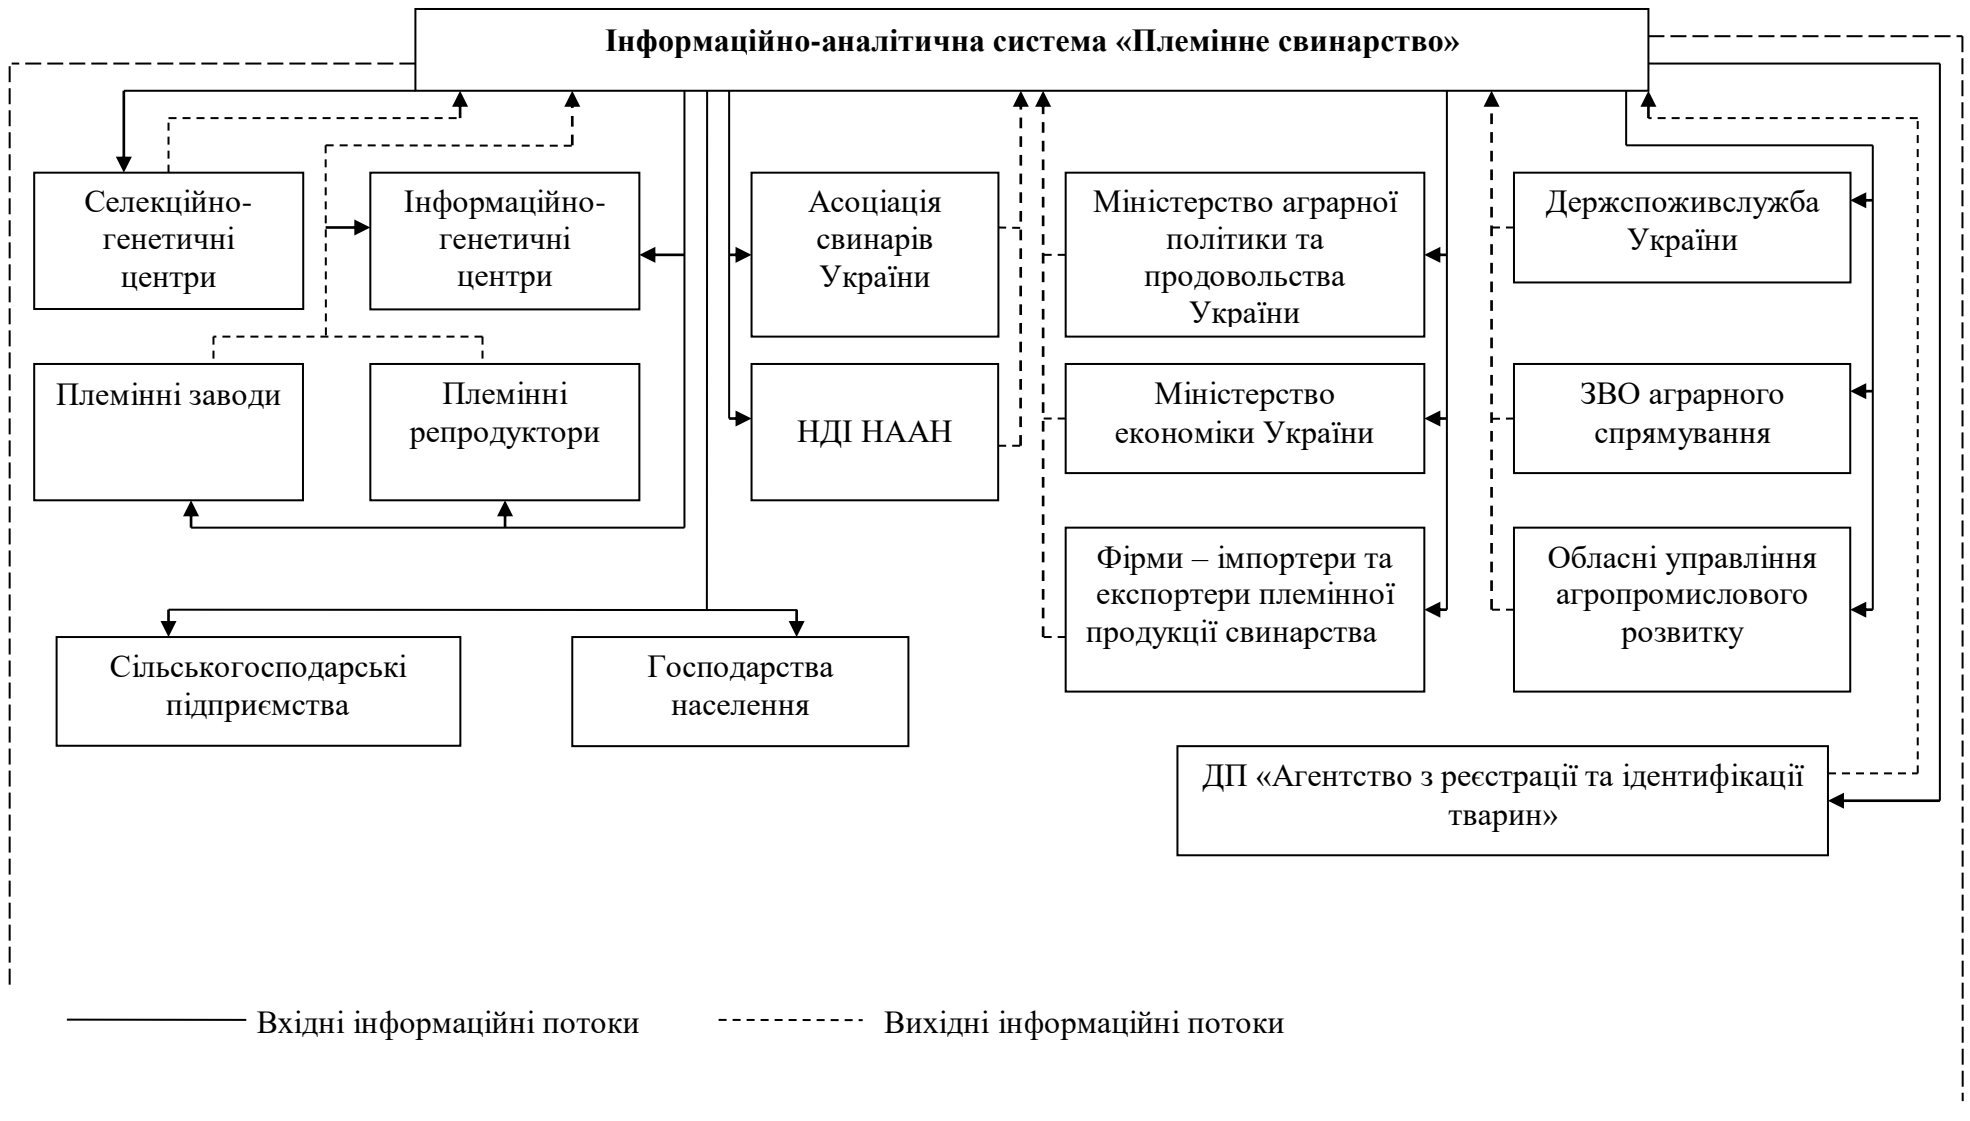 Інформаційно-аналітична система «Племінне свинарство»
Селекційно-
генетичні
центри
Інформаційно-
генетичні
центри
Асоціація
свинарів
України
Міністерство аграрної
політики та
продовольства
України
Держспоживслужба
України
Племінні заводи
Племінні
репродуктори
НДІ НААН
Міністерство
економіки України
ЗВО аграрного
спрямування
Фірми – імпортери та
експортери племінної
продукції свинарства
Обласні управління
агропромислового
розвитку
Сільськогосподарські
підприємства
Господарства
населення
ДП «Агентство з реєстрації та ідентифікації
тварин»
Вхідні інформаційні потоки
Вихідні інформаційні потоки